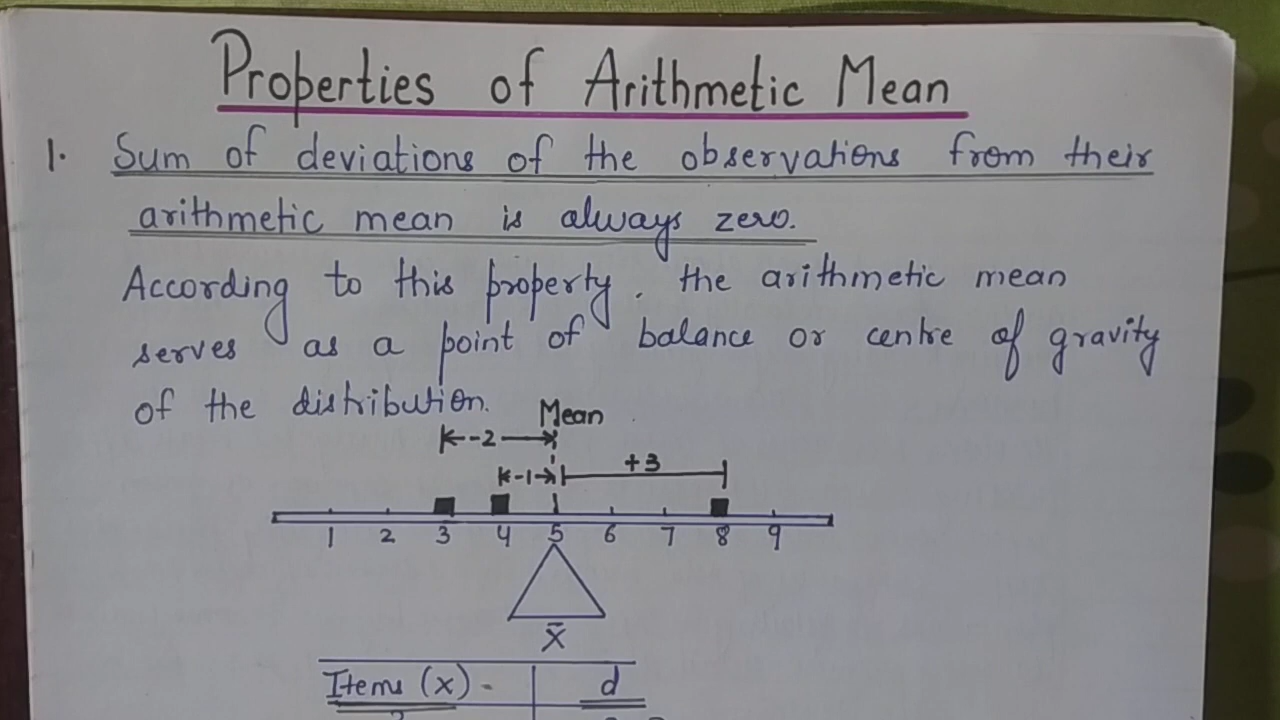 Properties of Arithmetic Mean
1. Sum of deviations of the observations from their
arithmetic mean is always zero.
According to this property, the arithmetic mean
serves as a point of balance or centre of gravity
of the distribution.
Mean
-2
-1
+3
1 2 3 4 5 6 7 8 9
X̄
Items (x) - d